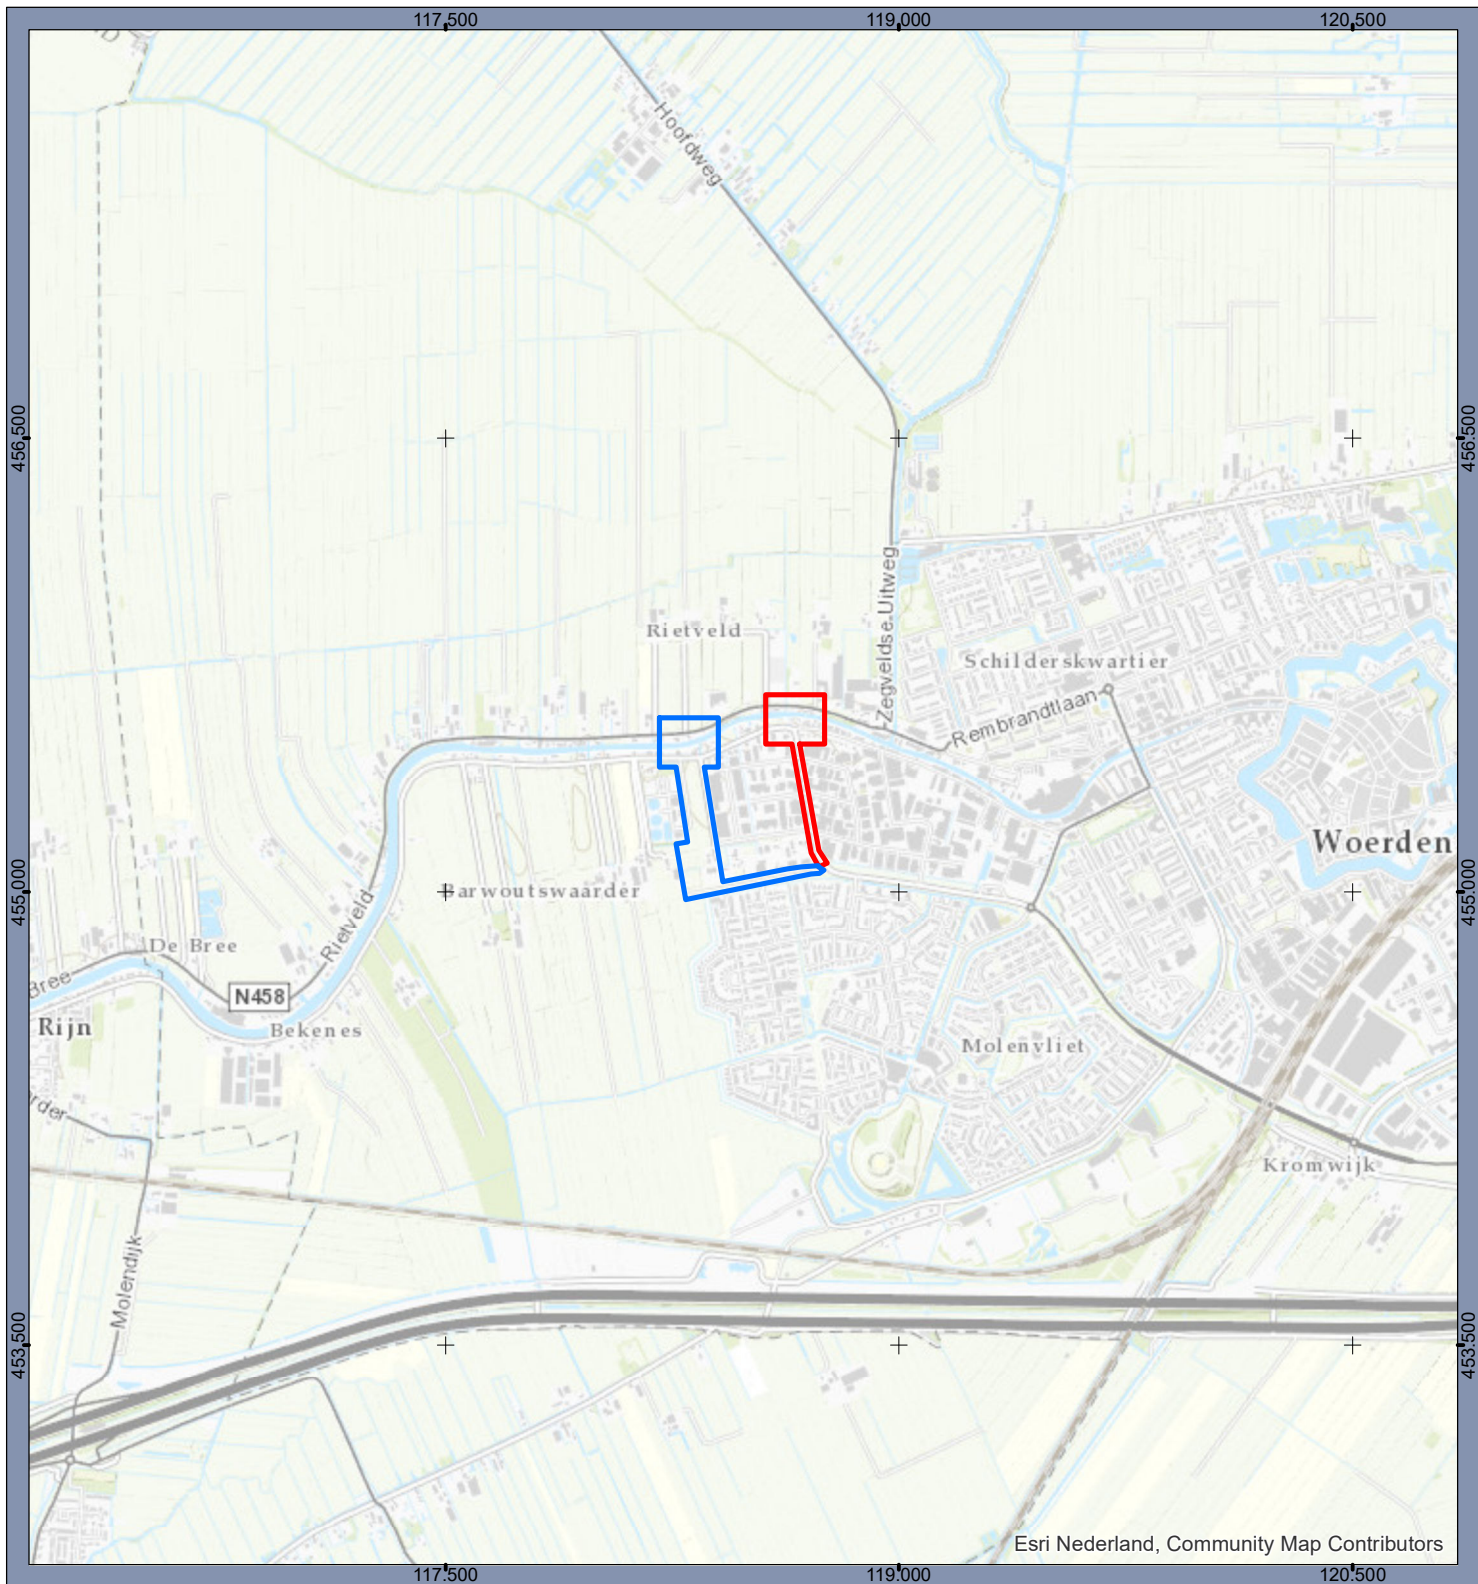 117.500
119.000
120.500
Hoofdweg
456.500
456.500
Zegveldse Uitweg
Rietveld
Schilderskwartier
Rembrandtlaan
Woerden
455.000
Barwoutswaarder
455.000
Rietveld
De Bree
Bree
N458
Rijn
Bekenes
Molenvliet
rder
Kromwijk
Molendijk
453.500
453.500
Esri Nederland, Community Map Contributors
117.500
119.000
120.500